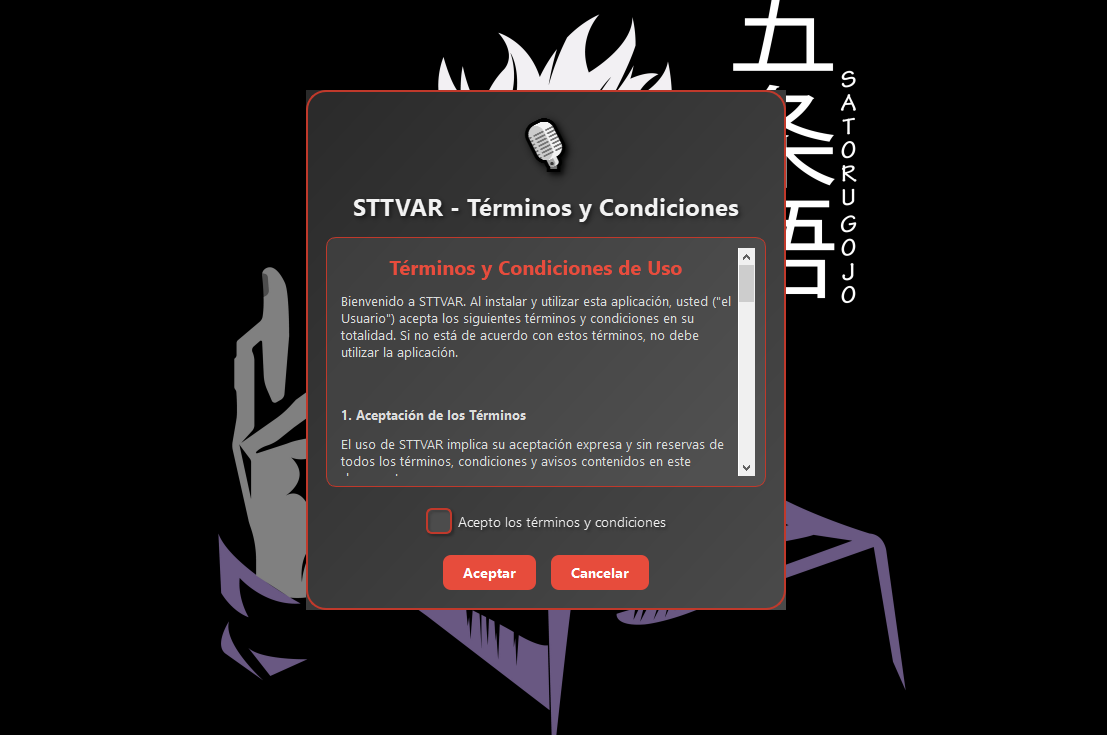 五
条
悟
SATORU GOJO
STTVAR - Términos y Condiciones
Términos y Condiciones de Uso
Bienvenido a STTVAR. Al instalar y utilizar esta aplicación, usted ("el
Usuario") acepta los siguientes términos y condiciones en su
totalidad. Si no está de acuerdo con estos términos, no debe
utilizar la aplicación.
1. Aceptación de los Términos
El uso de STTVAR implica su aceptación expresa y sin reservas de
todos los términos, condiciones y avisos contenidos en este
Acepto los términos y condiciones
Aceptar
Cancelar